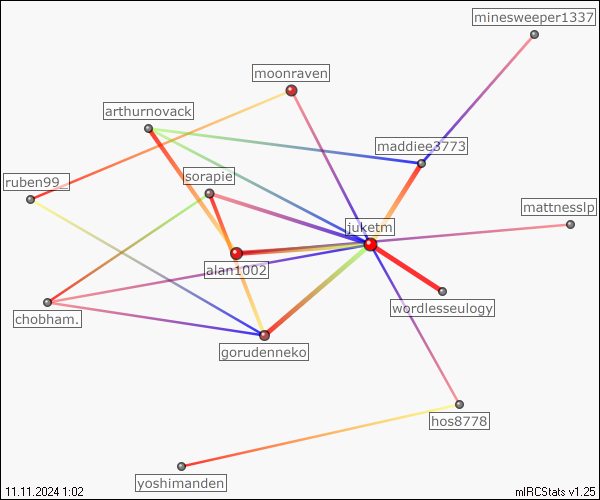 minesweeper1337
moonraven
arthurnovack
maddiee3773
sorapie
ruben99_
mattnesslp
juketm
alan1002
wordlesseulogy
chobham.
gorudenneko
hos8778
yoshimanden
11.11.2024 1:02
mIRCStats v1.25